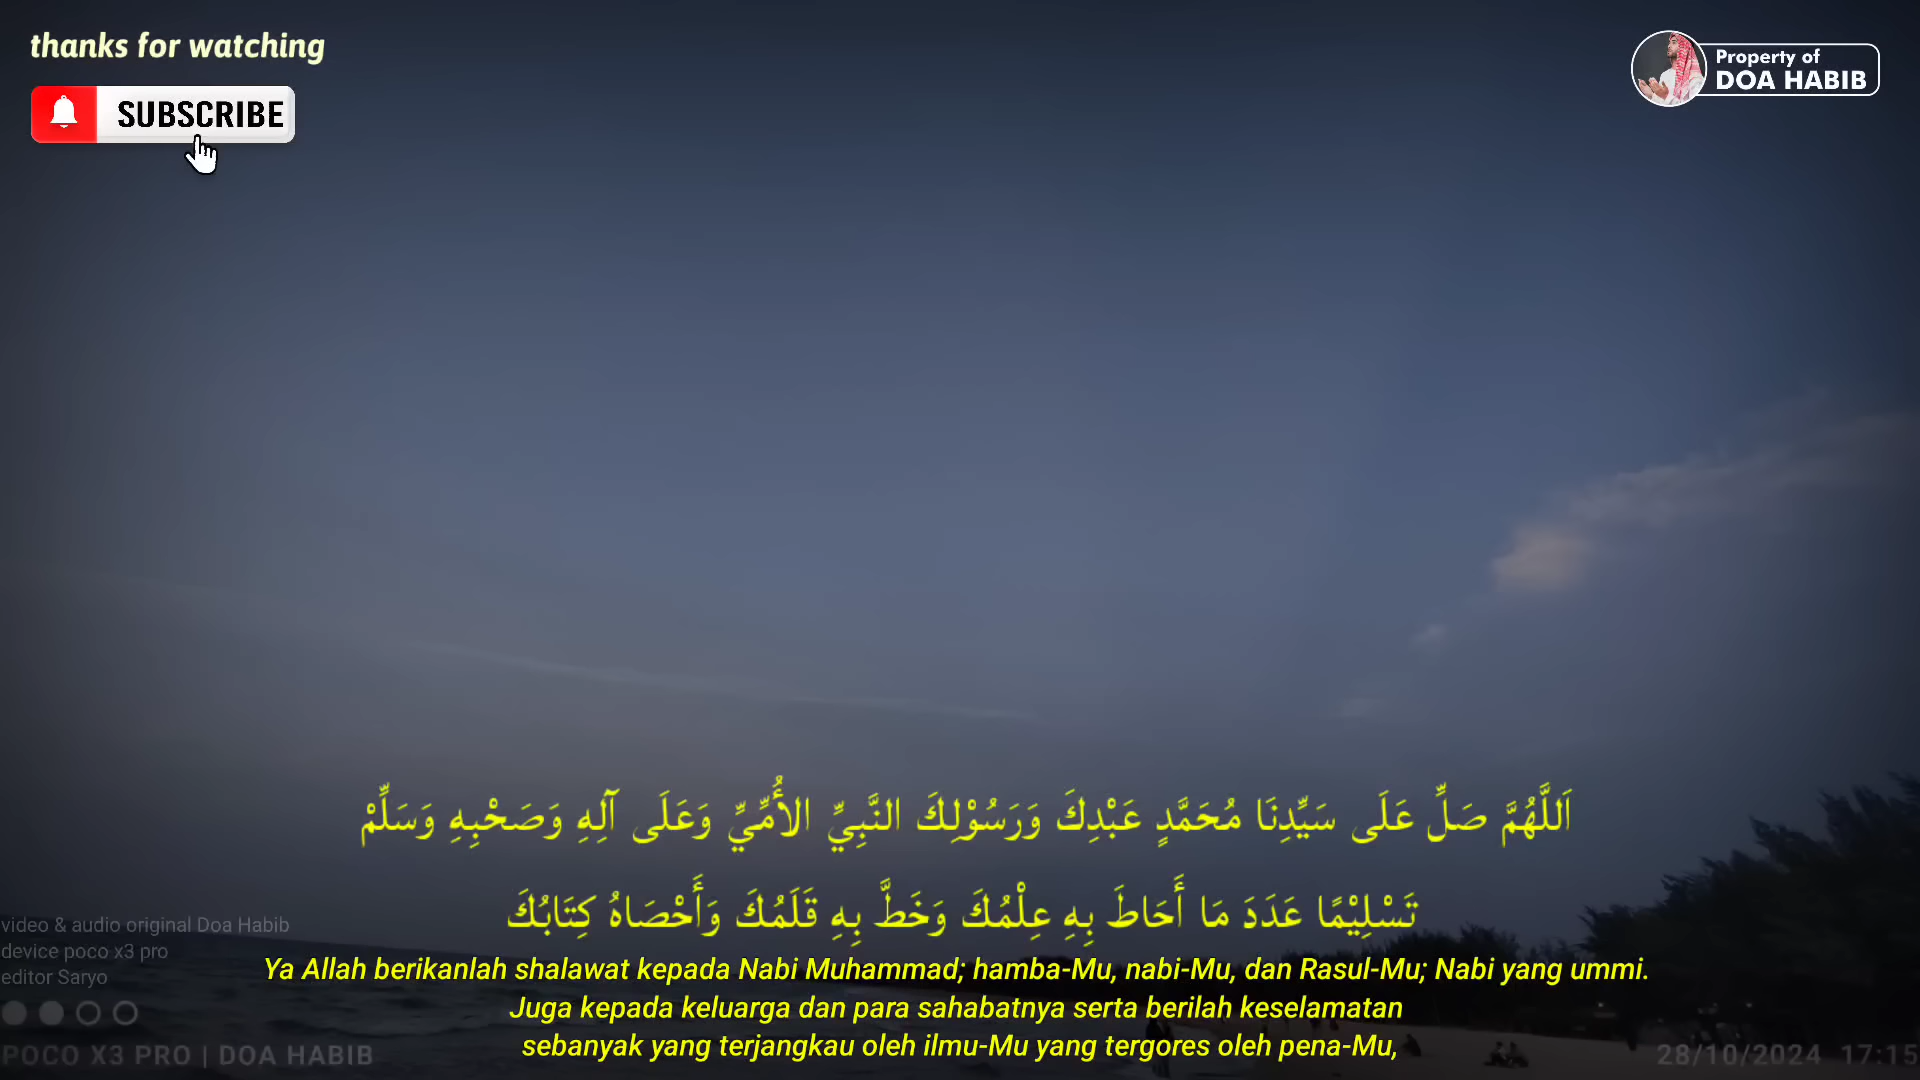 thanks for watching
SUBSCRIBE
Property of
DOA HABIB
اَللَّهُمَّ صَلِّ عَلَى سَيِّدِنَا مُحَمَّدٍ عَبْدِكَ وَرَسُوْلِكَ النَّبِيِّ الأُمِّيِّ وَعَلَى آلِهِ وَصَحْبِهِ وَسَلِّمْ
تَسْلِيْمًا عَدَدَ مَا أَحَاطَ بِهِ عِلْمُكَ وَخَطَّ بِهِ قَلَمُكَ وَأَحْصَاهُ كِتَابُكَ
Ya Allah berikanlah shalawat kepada Nabi Muhammad; hamba-Mu, nabi-Mu, dan Rasul-Mu; Nabi yang ummi.
Juga kepada keluarga dan para sahabatnya serta berilah keselamatan
sebanyak yang terjangkau oleh ilmu-Mu yang tergores oleh pena-Mu,
video & audio original Doa Habib
device poco x3 pro
editor Saryo
POCO X3 PRO | DOA HABIB
28/10/2024 17:15